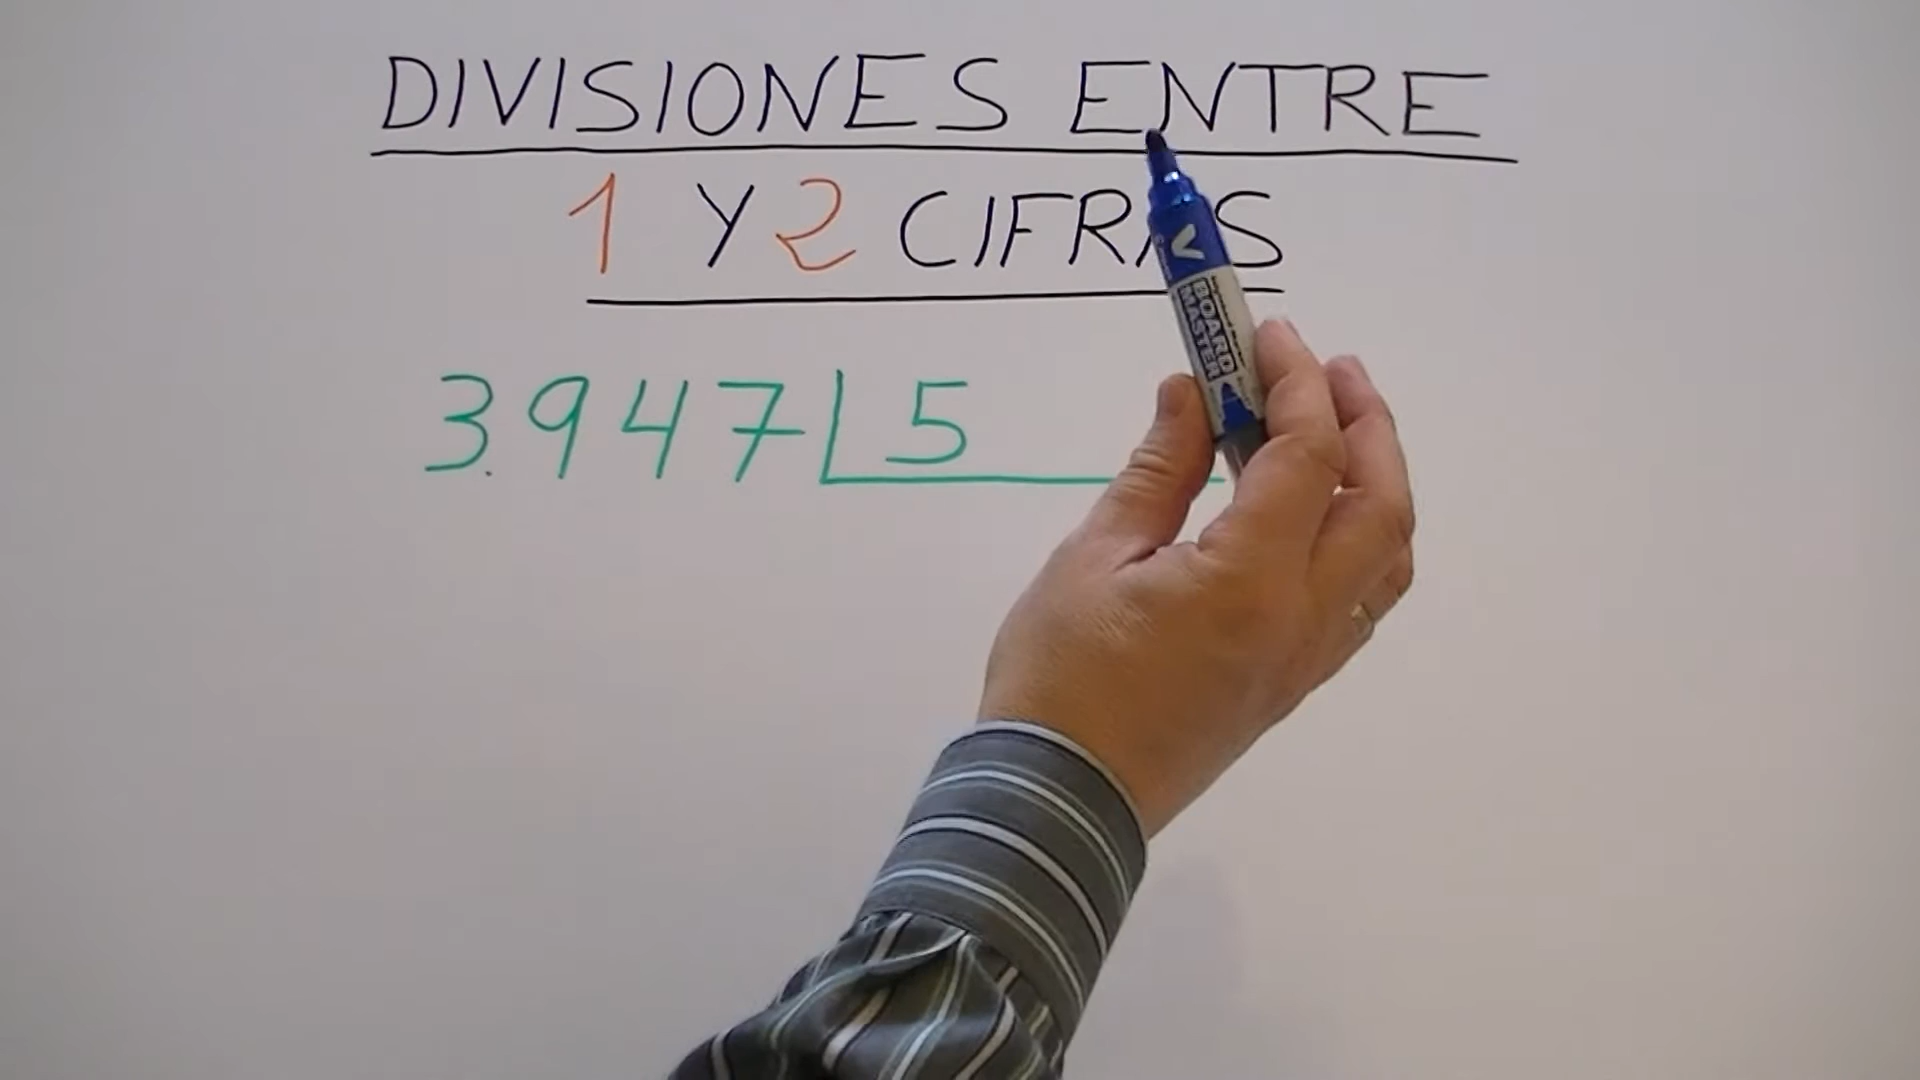 DIVISIONES ENTRE
1 Y 2 CIFRAS
3.947 5
V
BOARD
MASTER